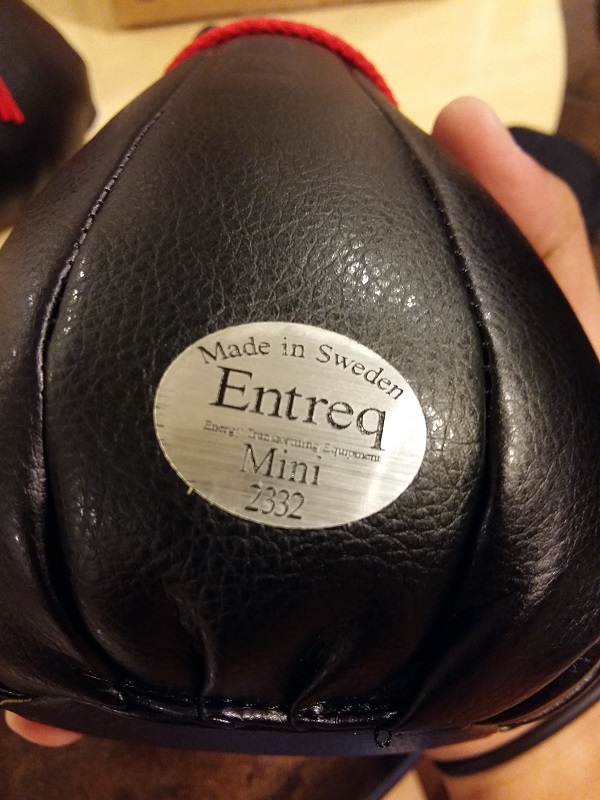 Made in Sweden
Entreq
Energy Transforming Equipment
Mini
2332